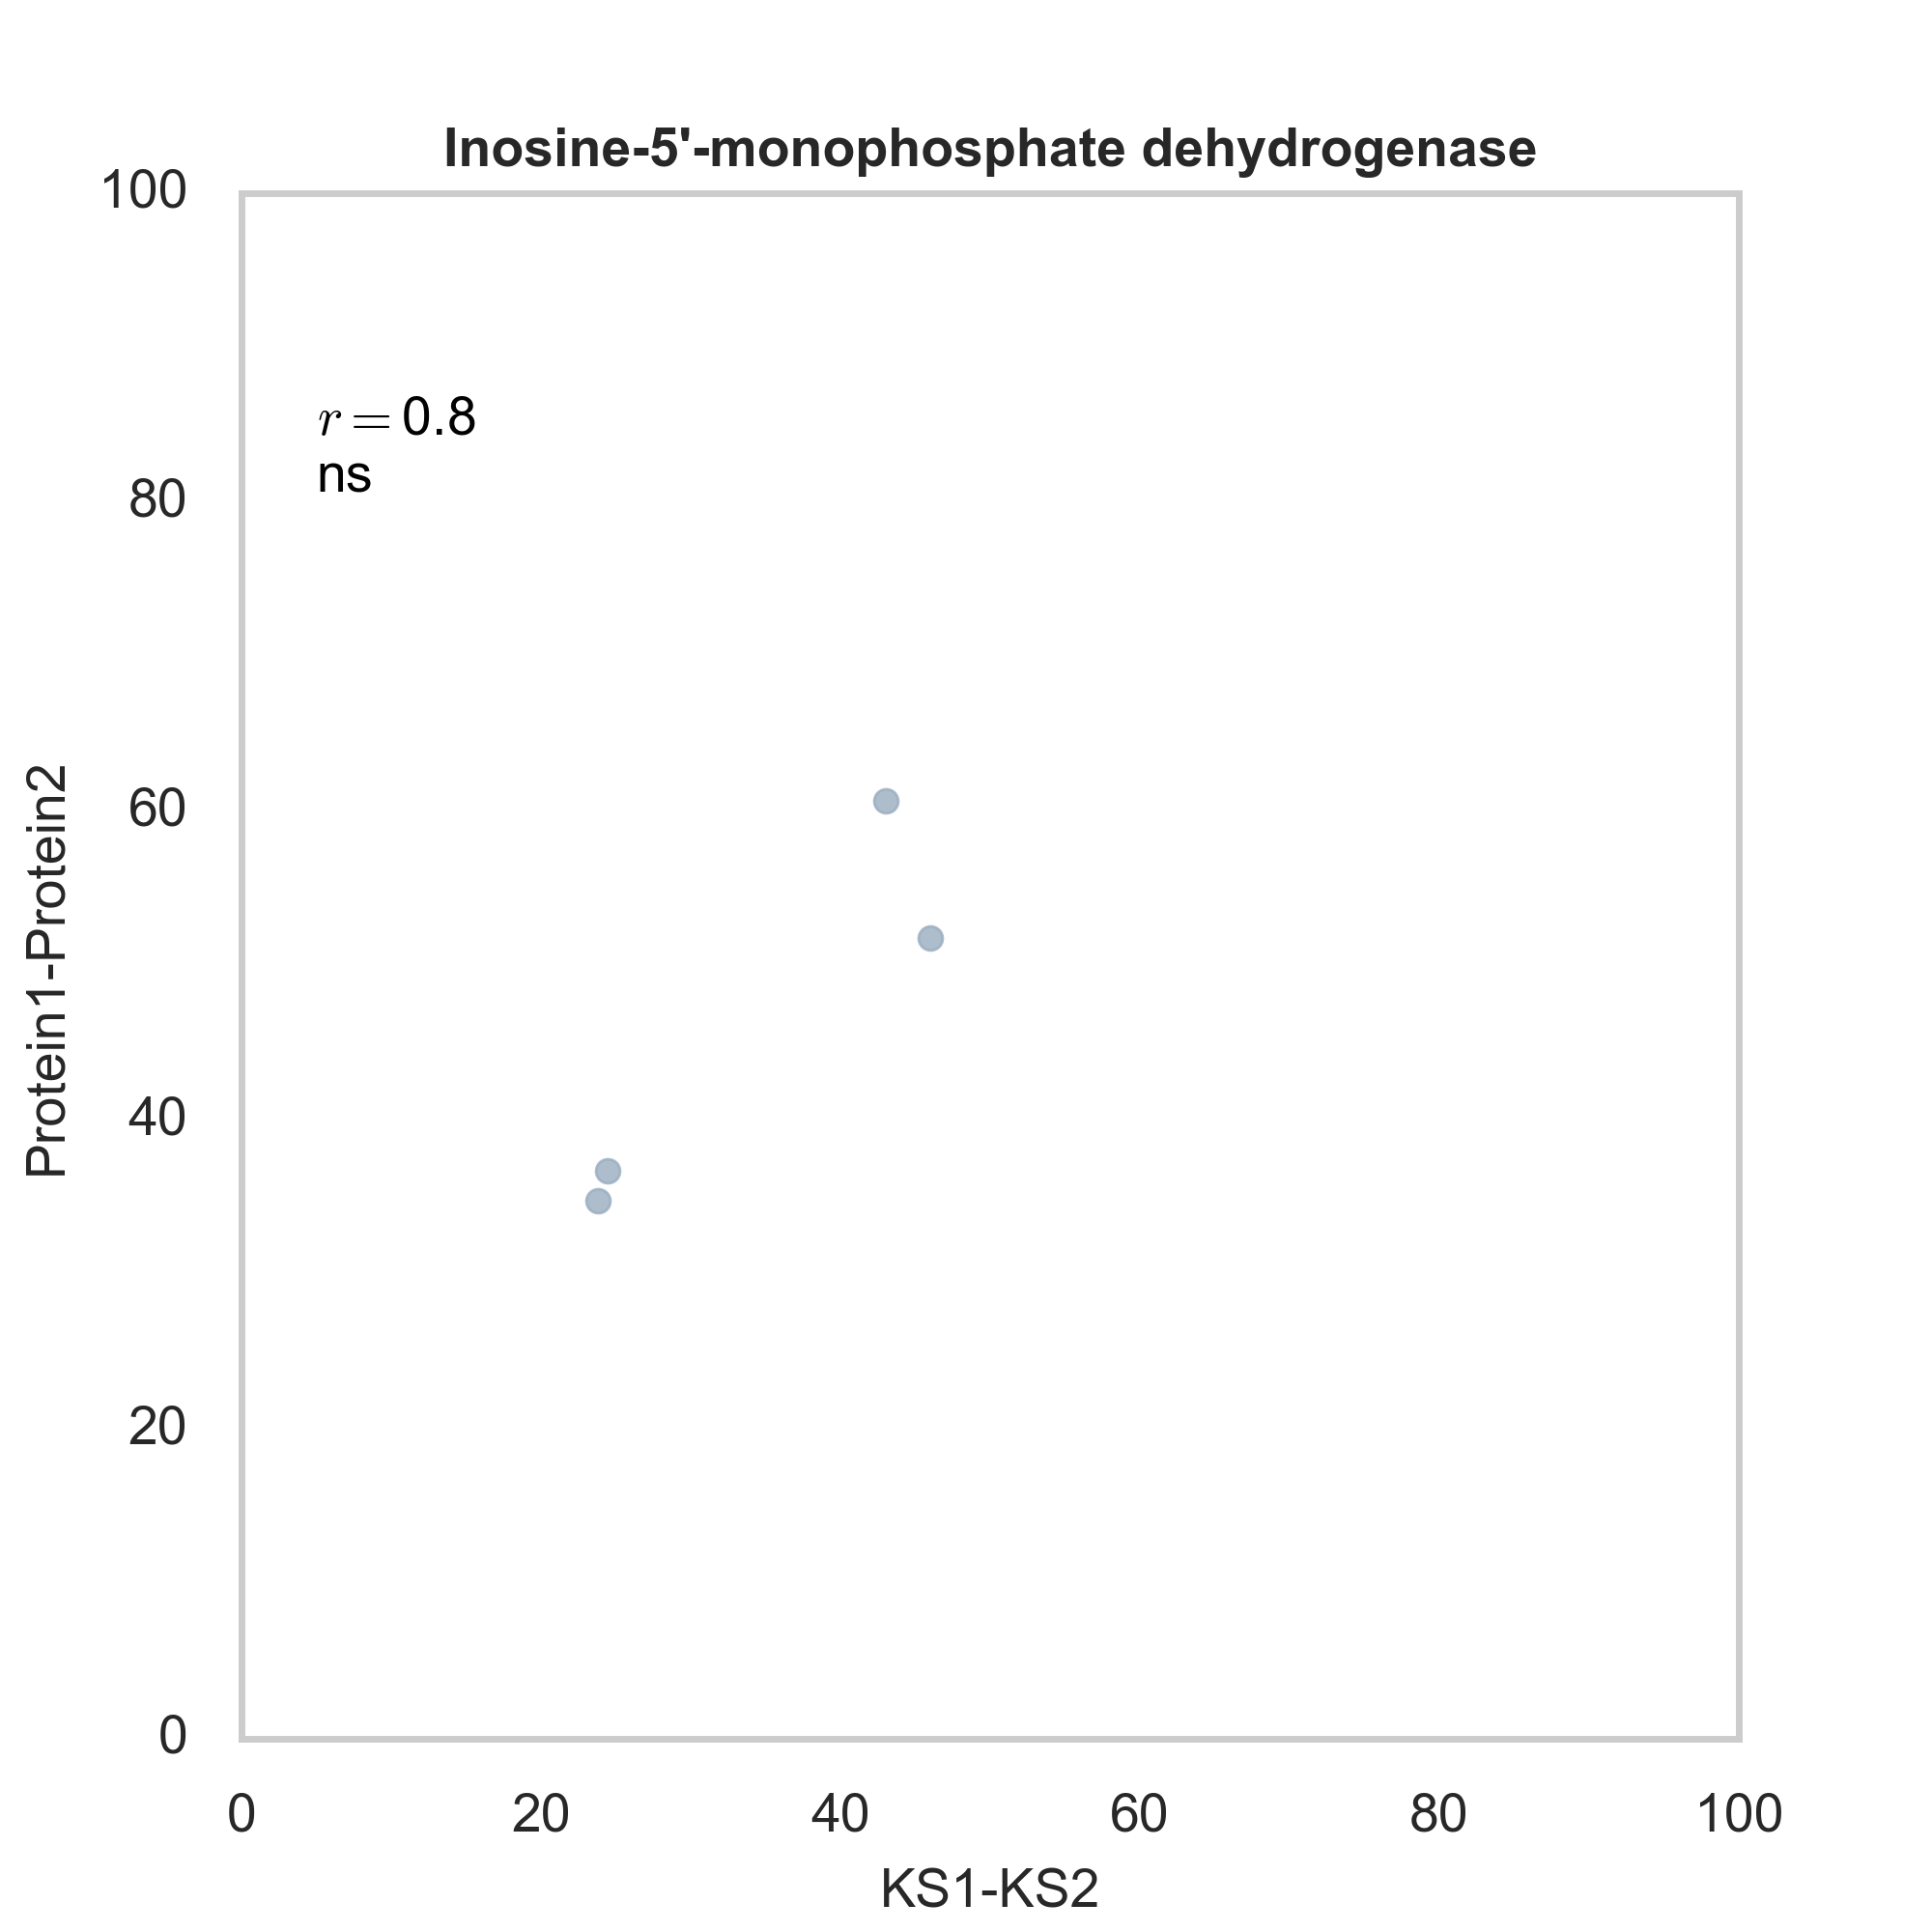 Inosine-5'-monophosphate dehydrogenase
100
80
60
40
20
0
Protein1-Protein2
r = 0.8
ns
0 20 40 60 80 100
KS1-KS2